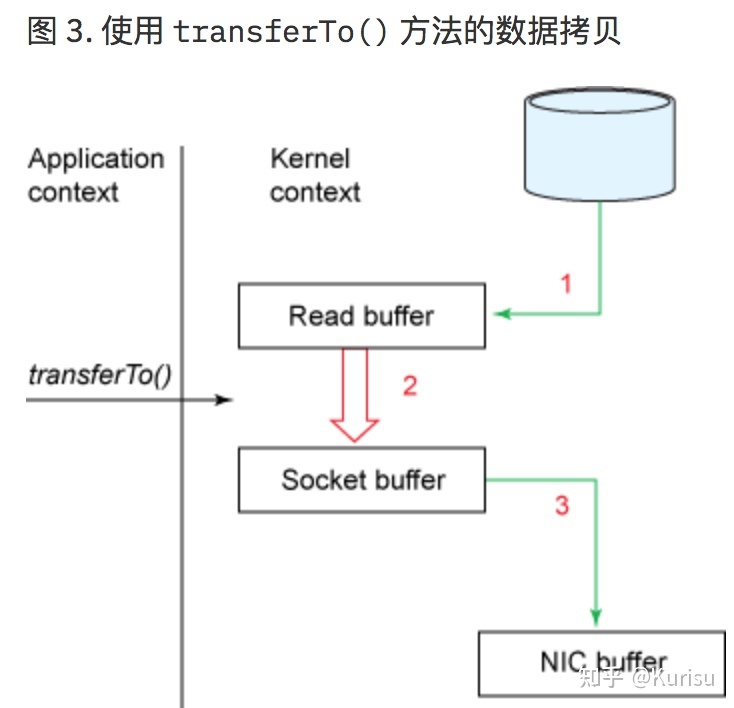 图 3. 使用 transferTo() 方法的数据拷贝
Application
context
Kernel
context
1
Read buffer
transferTo()
2
Socket buffer
3
NIC buffer
知乎 @Kurisu